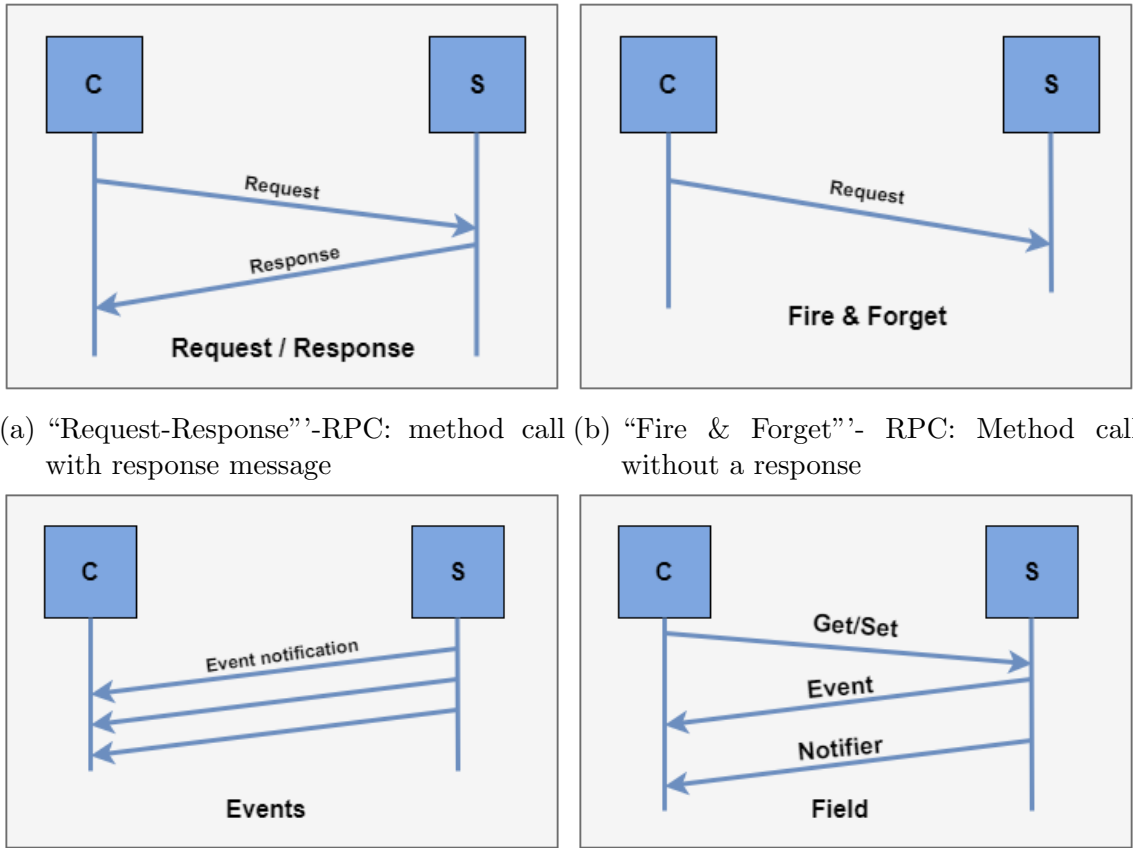 C
S
Request
Response
Request / Response
C
S
Request
Fire & Forget
(a) “Request-Response”’-RPC: method call
with response message
(b) “Fire & Forget”’- RPC: Method call
without a response
C
S
Event notification
Events
C
S
Get/Set
Event
Notifier
Field